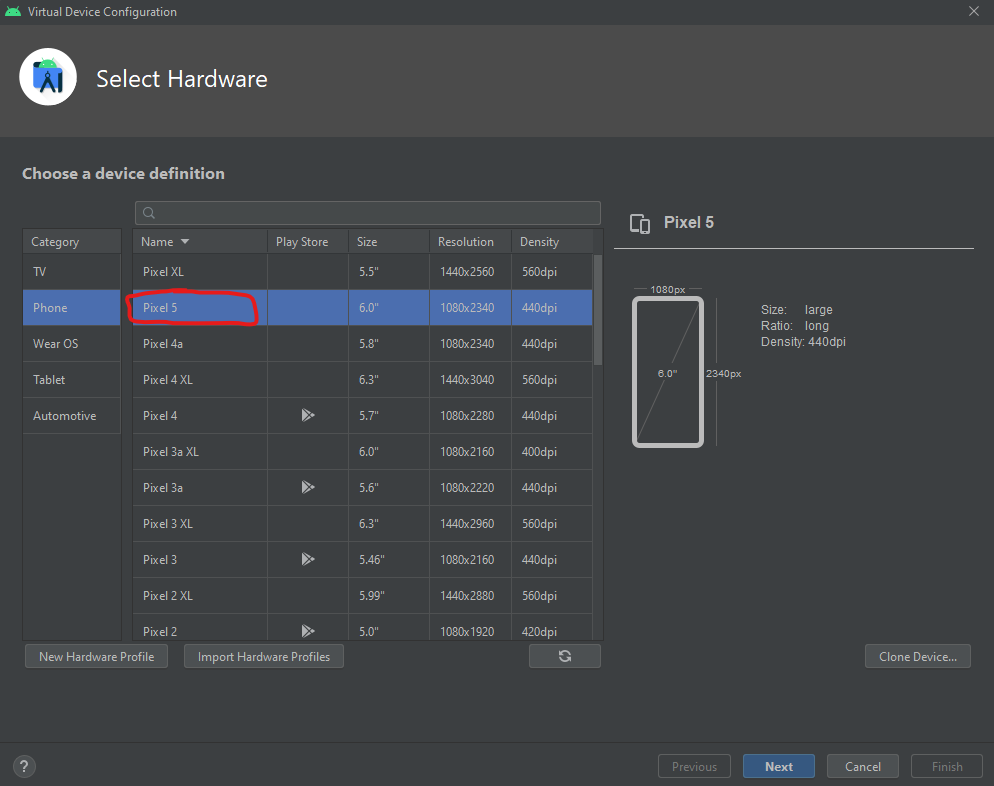 Virtual Device Configuration
Select Hardware
Choose a device definition
Category
TV
Phone
Wear OS
Tablet
Automotive
Name Play Store Size Resolution Density
Pixel XL 5.5" 1440x2560 560dpi
Pixel 5 6.0" 1080x2340 440dpi
Pixel 4a 5.8" 1080x2340 440dpi
Pixel 4 XL 6.3" 1440x3040 560dpi
Pixel 4 5.7" 1080x2280 440dpi
Pixel 3a XL 6.0" 1080x2160 400dpi
Pixel 3a 5.6" 1080x2220 440dpi
Pixel 3 XL 6.3" 1440x2960 560dpi
Pixel 3 5.46" 1080x2160 440dpi
Pixel 2 XL 5.99" 1440x2880 560dpi
Pixel 2 5.0" 1080x1920 420dpi
Pixel 5
1080px
6.0"
2340px
Size: large
Ratio: long
Density: 440dpi
New Hardware Profile Import Hardware Profiles Clone Device...
? Previous Next Cancel Finish